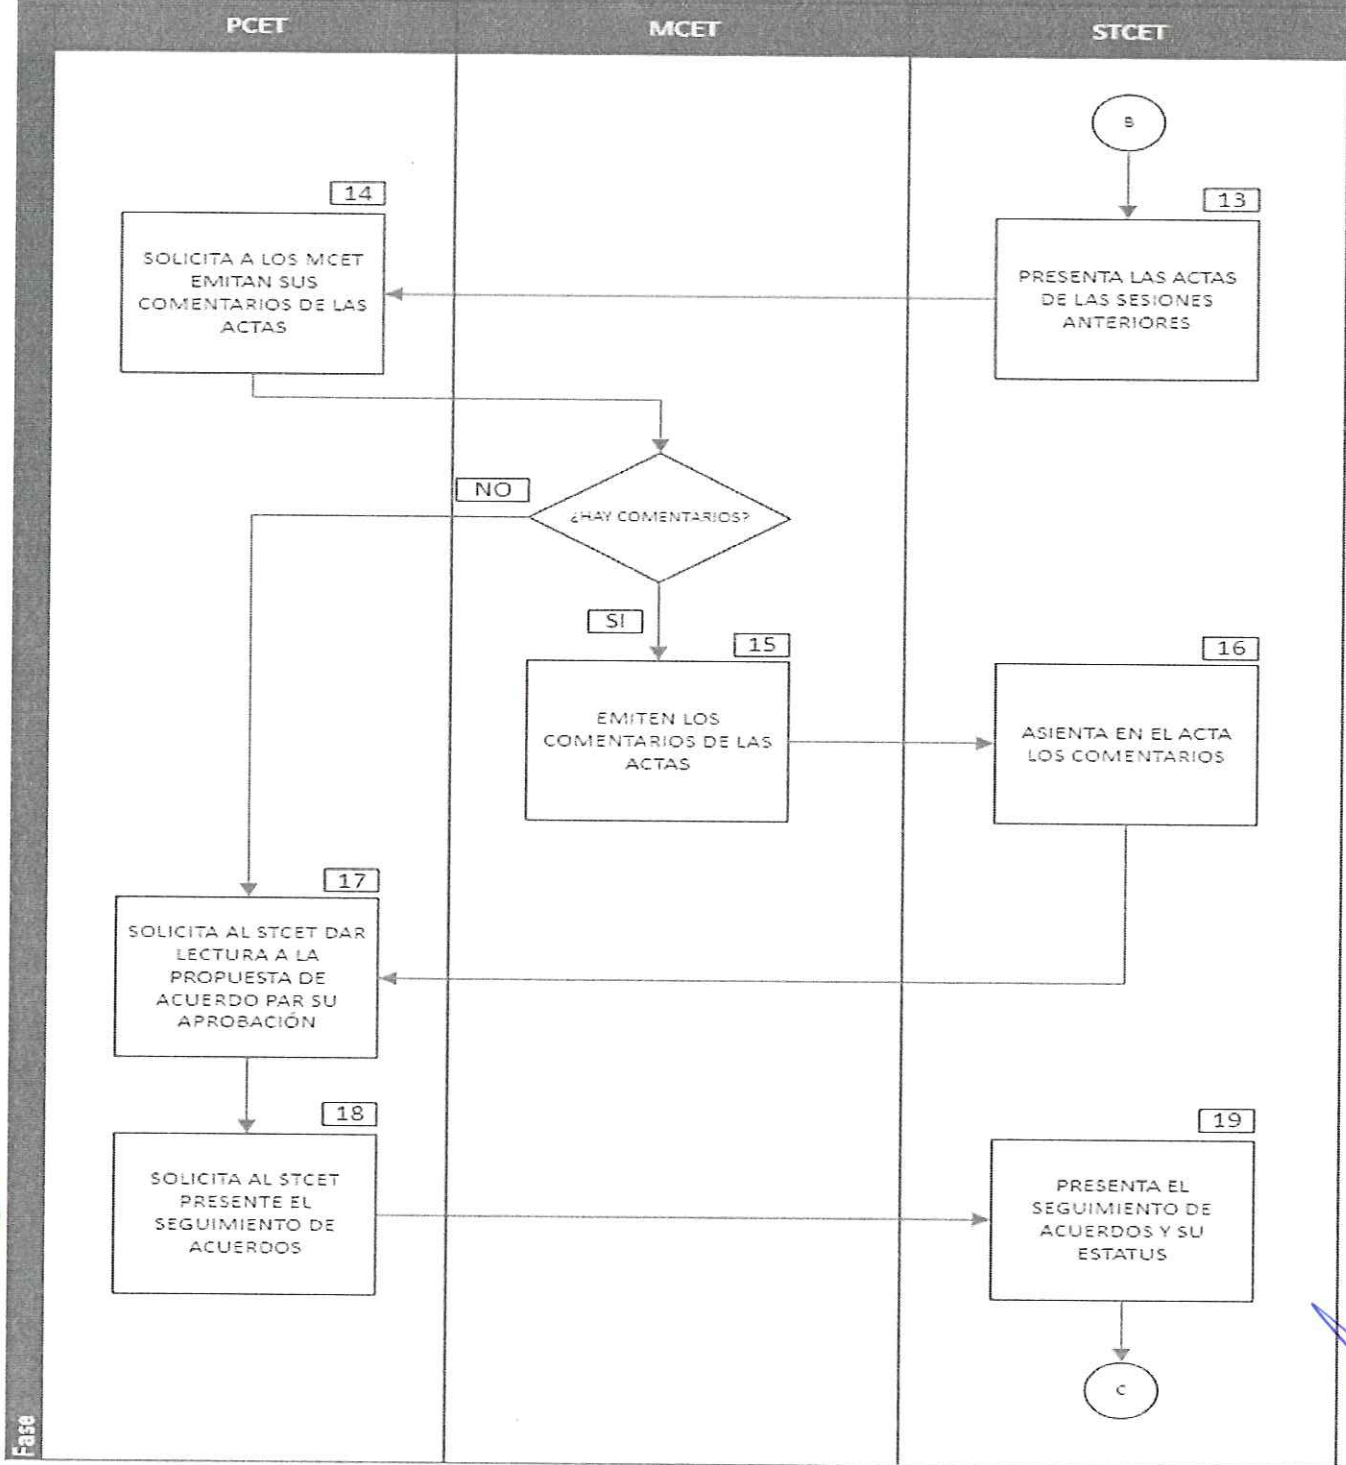 PCET
MCET
STCET
B
14
13
SOLICITA A LOS MCET
EMITAN SUS
COMENTARIOS DE LAS
ACTAS
PRESENTA LAS ACTAS
DE LAS SESIONES
ANTERIORES
NO
¿HAY COMENTARIOS?
SI
15
16
EMITEN LOS
COMENTARIOS DE LAS
ACTAS
ASIENTA EN EL ACTA
LOS COMENTARIOS
17
SOLICITA AL STCET DAR
LECTURA A LA
PROPUESTA DE
ACUERDO PAR SU
APROBACIÓN
18
19
SOLICITA AL STCET
PRESENTE EL
SEGUIMIENTO DE
ACUERDOS
PRESENTA EL
SEGUIMIENTO DE
ACUERDOS Y SU
ESTATUS
C
Fase